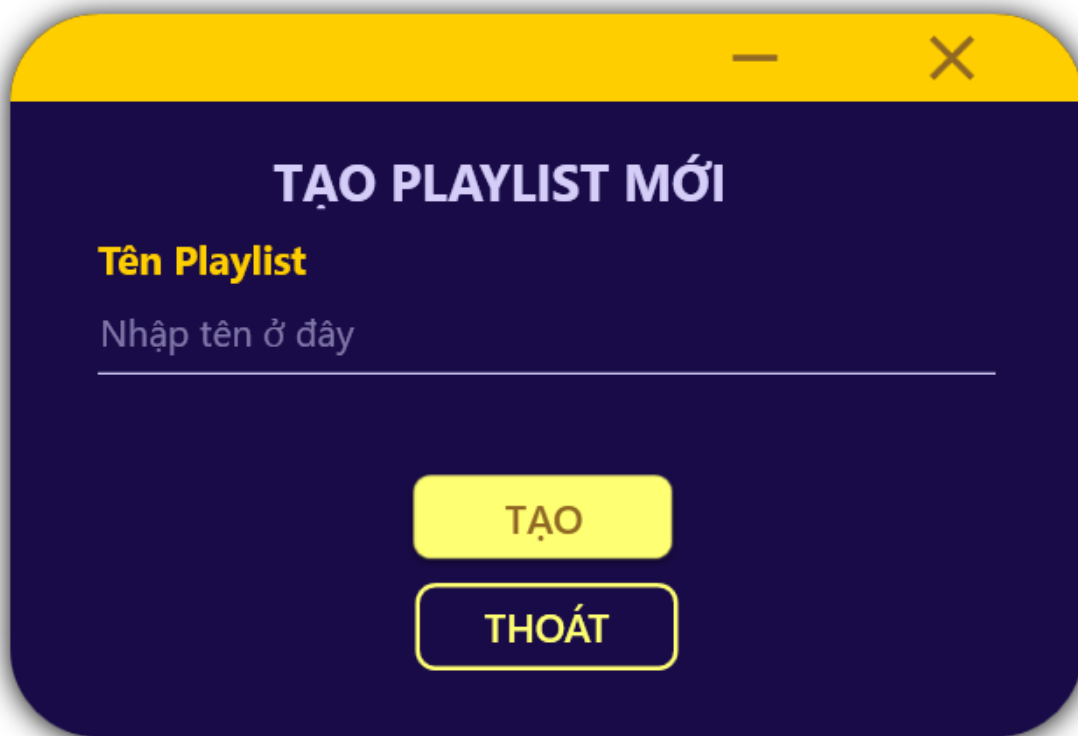 TẠO PLAYLIST MỚI
Tên Playlist
Nhập tên ở đây
TẠO
THOÁT